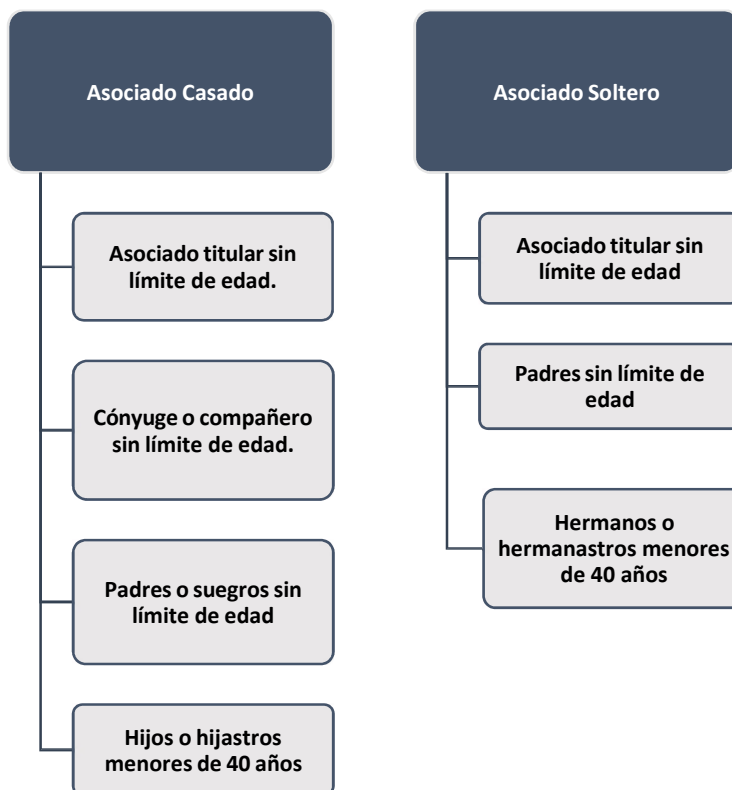 Asociado Casado
Asociado titular sin
límite de edad.
Cónyuge o compañero
sin límite de edad.
Padres o suegros sin
límite de edad
Hijos o hijastros
menores de 40 años
Asociado Soltero
Asociado titular sin
límite de edad
Padres sin límite de
edad
Hermanos o
hermanastros menores
de 40 años